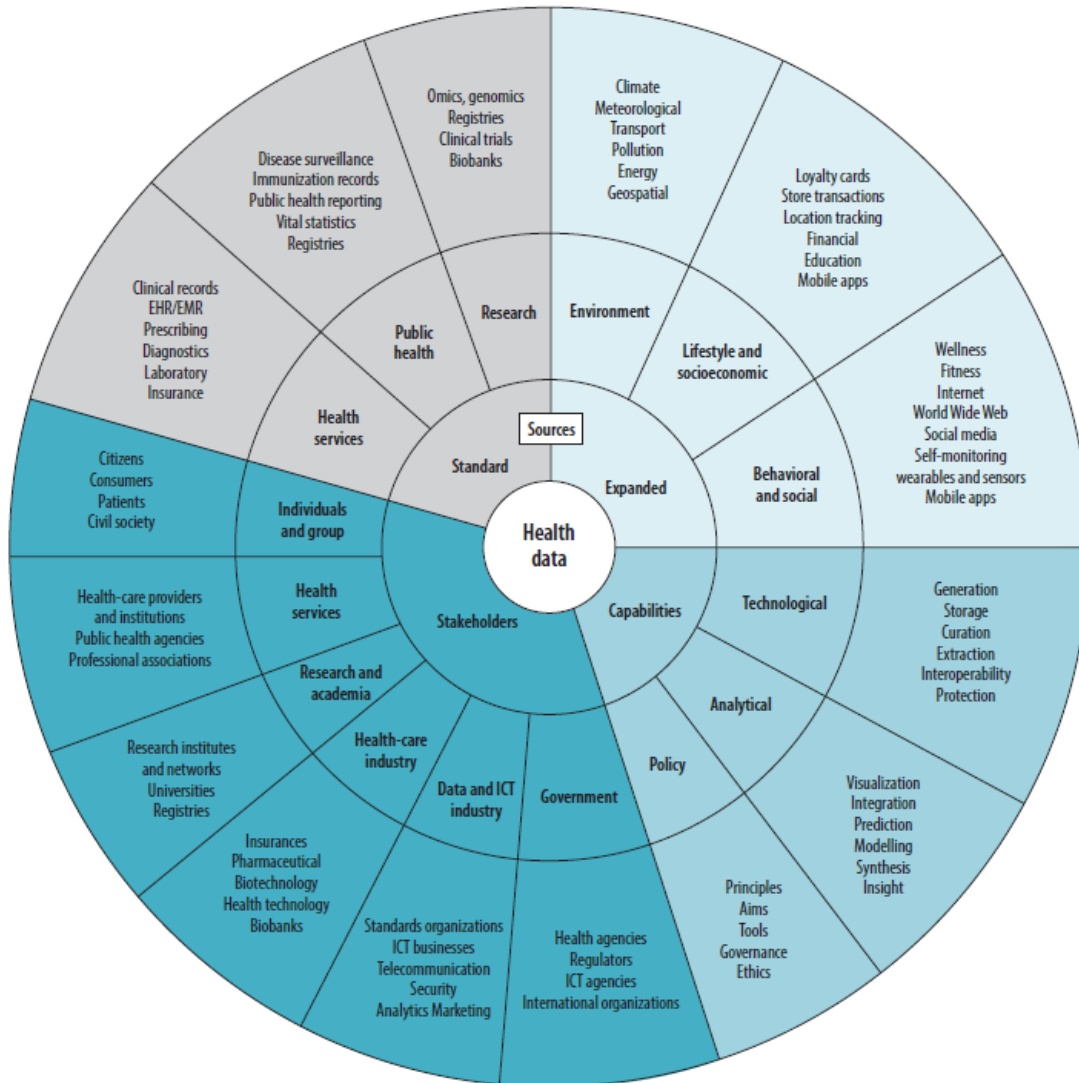 Health
data
Sources
Standard
Expanded
Capabilities
Stakeholders
Research
Omics, genomics
Registries
Clinical trials
Biobanks
Environment
Climate
Meteorological
Transport
Pollution
Energy
Geospatial
Lifestyle and
socioeconomic
Loyalty cards
Store transactions
Location tracking
Financial
Education
Mobile apps
Behavioral
and social
Wellness
Fitness
Internet
World Wide Web
Social media
Self-monitoring
wearables and sensors
Mobile apps
Technological
Generation
Storage
Curation
Extraction
Interoperability
Protection
Analytical
Visualization
Integration
Prediction
Modelling
Synthesis
Insight
Policy
Principles
Aims
Tools
Governance
Ethics
Government
Health agencies
Regulators
ICT agencies
International organizations
Data and ICT
industry
Standards organizations
ICT businesses
Telecommunication
Security
Analytics Marketing
Health-care
industry
Insurances
Pharmaceutical
Biotechnology
Health technology
Biobanks
Research and
academia
Research institutes
and networks
Universities
Registries
Health
services
Health-care providers
and institutions
Public health agencies
Professional associations
Individuals
and group
Citizens
Consumers
Patients
Civil society
Health
services
Clinical records
EHR/EMR
Prescribing
Diagnostics
Laboratory
Insurance
Public
health
Disease surveillance
Immunization records
Public health reporting
Vital statistics
Registries